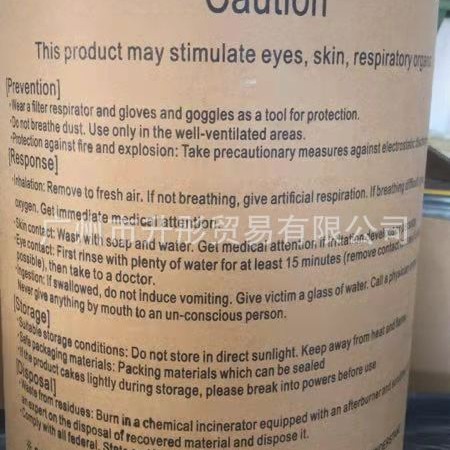 Caution
This product may stimulate eyes, skin, respiratory
[Prevention]
·Wear a filter respirator and gloves and goggles as a tool for protection.
·Do not breathe dust. Use only in the well-ventilated areas.
·Protection against fire and explosion: Take precautionary measures against electrostatic
[Response]
·Inhalation: Remove to fresh air. If not breathing, give artificial respiration. If breathing difficult
oxygen. Get immediate medical attention.
广州市升彤贸易有限公司
·Skin contact: Wash with soap and water. Get medical attention if irritation
·Eye contact: First rinse with plenty of water for at least 15 minutes (remove contact
possible), then take to a doctor.
·Ingestion: If swallowed, do not induce vomiting. Give victim a glass of water. Call a
Never give anything by mouth to an un-conscious person.
[Storage]
·Suitable storage conditions: Do not store in direct sunlight. Keep away from heat and
·Safe packaging materials: Packing materials which can be sealed
·If the product cakes lightly during storage, please break into powders before use
[Disposal]
·Waste from residues: Burn in a chemical incinerator equipped with an afterburner and
an expert on the disposal of recovered material and dispose it.
·Comply with all federal, State